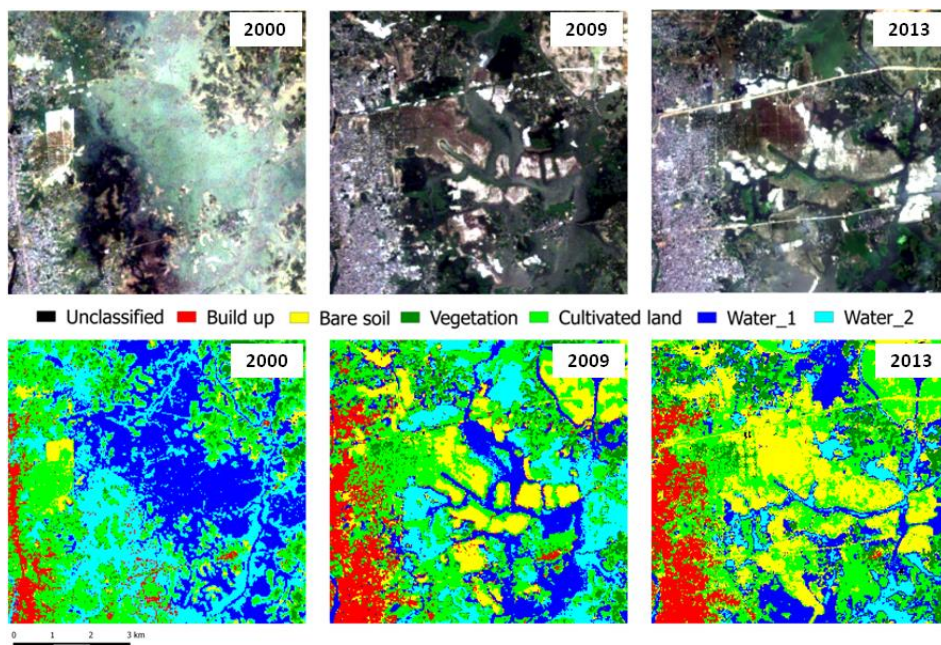 2000 2009 2013
Unclassified Build up Bare soil Vegetation Cultivated land Water_1 Water_2
2000 2009 2013
0 1 2 3 km